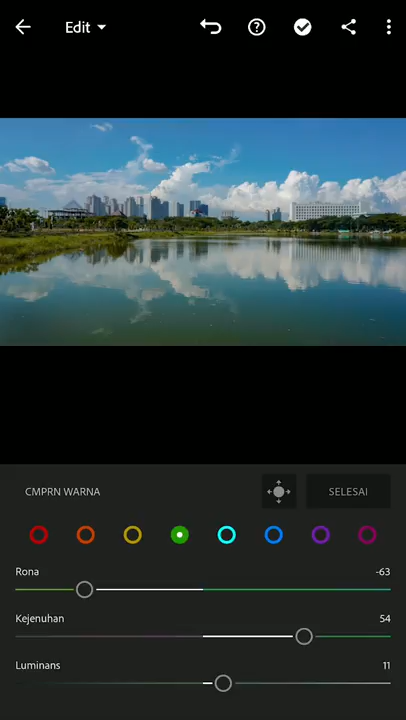 Edit
CMPRN WARNA
SELESAI
Rona
-63
Kejenuhan
54
Luminans
11